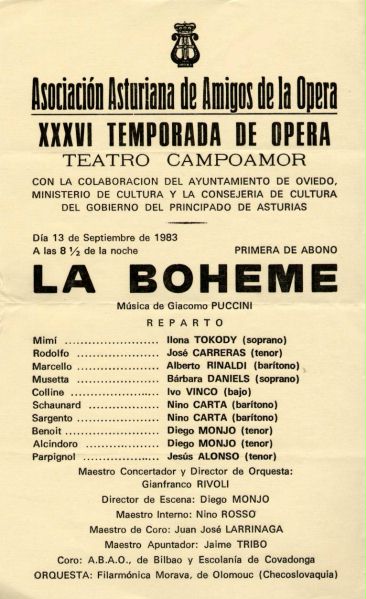 Asociación Asturiana de Amigos de la Opera
XXXVI TEMPORADA DE OPERA
TEATRO CAMPOAMOR
CON LA COLABORACION DEL AYUNTAMIENTO DE OVIEDO,
MINISTERIO DE CULTURA Y LA CONSEJERIA DE CULTURA
DEL GOBIERNO DEL PRINCIPADO DE ASTURIAS
Día 13 de Septiembre de 1983
A las 8 ½ de la noche PRIMERA DE ABONO
LA BOHEME
Música de Giacomo PUCCINI
REPARTO
Mimí ........................ Ilona TOKODY (soprano)
Rodolfo ..................... José CARRERAS (tenor)
Marcello .................... Alberto RINALDI (barítono)
Musetta ..................... Bárbara DANIELS (soprano)
Colline ..................... Ivo VINCO (bajo)
Schaunard ................... Nino CARTA (barítono)
Sargento .................... Nino CARTA (barítono)
Benoit ...................... Diego MONJO (tenor)
Alcindoro ................... Diego MONJO (tenor)
Parpignol ................... Jesús ALONSO (tenor)
Maestro Concertador y Director de Orquesta:
Gianfranco RIVOLI
Director de Escena: Diego MONJO
Maestro Interno: Nino ROSSO
Maestro de Coro: Juan José LARRINAGA
Maestro Apuntador: Jaime TRIBO
Coro: A.B.A.O., de Bilbao y Escolanía de Covadonga
ORQUESTA: Filarmónica Morava, de Olomouc (Checoslovaquia)